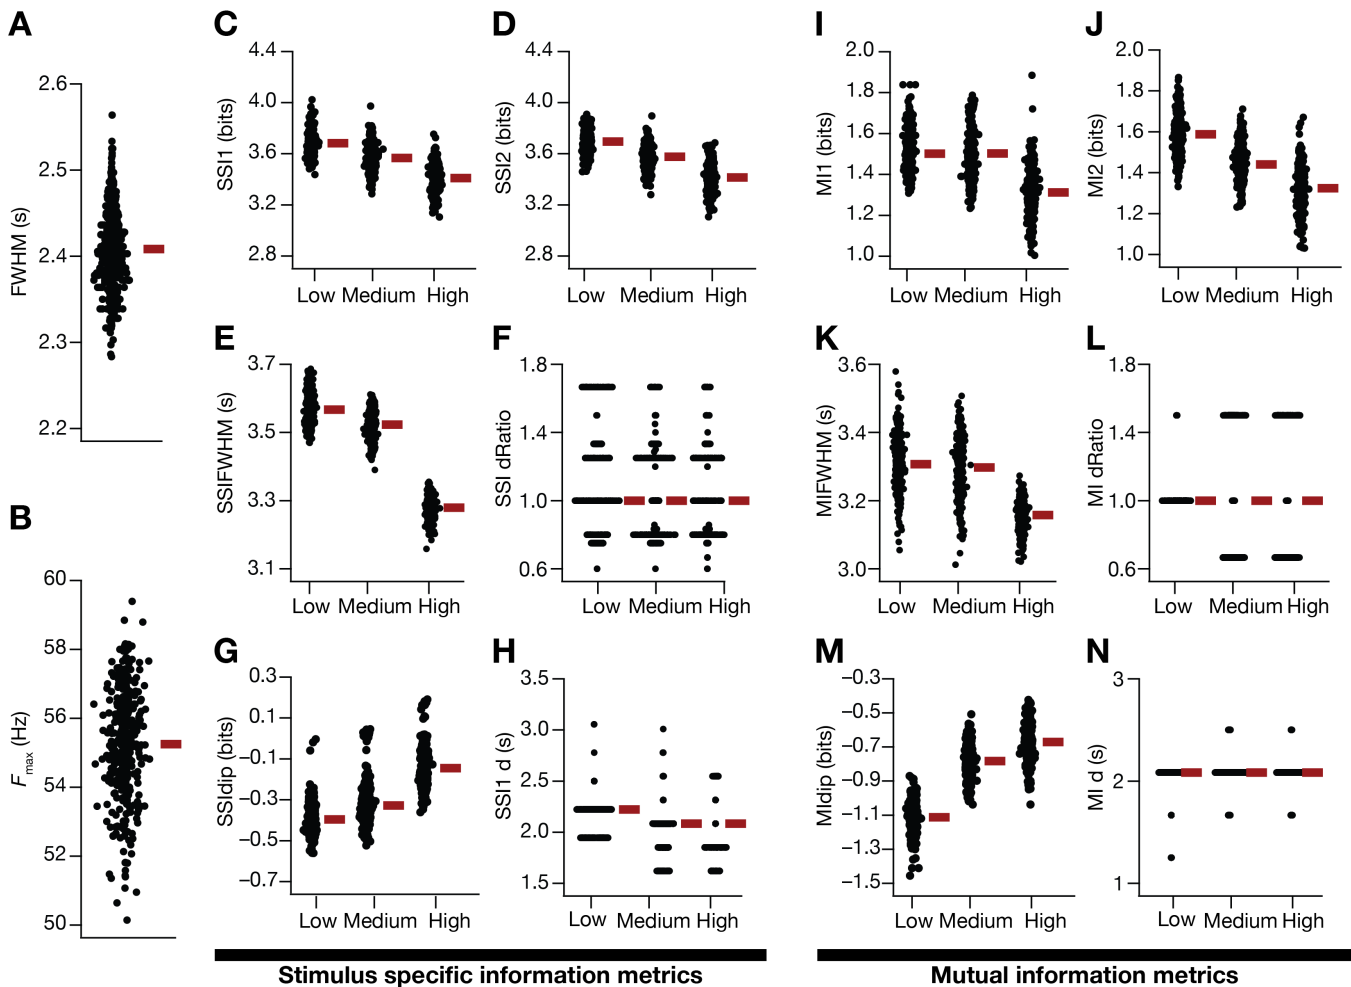 A
FWHM (s)
2.6
2.5
2.4
2.3
2.2
B
Fmax (Hz)
60
58
56
54
52
50
C
SSI1 (bits)
4.4
4.0
3.6
3.2
2.8
Low Medium High
D
SSI2 (bits)
4.4
4.0
3.6
3.2
2.8
Low Medium High
E
SSIFWHM (s)
3.7
3.5
3.3
3.1
Low Medium High
F
SSI dRatio
1.8
1.4
1.0
0.6
Low Medium High
G
SSIdip (bits)
0.3
0.1
−0.1
−0.3
−0.5
−0.7
Low Medium High
H
SSI1 d (s)
3.5
3.0
2.5
2.0
1.5
Low Medium High
Stimulus specific information metrics
I
MI1 (bits)
2.0
1.8
1.6
1.4
1.2
1.0
Low Medium High
J
MI2 (bits)
2.0
1.8
1.6
1.4
1.2
1.0
Low Medium High
K
MIFWHM (s)
3.6
3.4
3.2
3.0
Low Medium High
L
MI dRatio
1.8
1.4
1.0
0.6
Low Medium High
M
MIdip (bits)
−0.3
−0.5
−0.7
−0.9
−1.1
−1.3
−1.5
Low Medium High
N
MI d (s)
3
2
1
Low Medium High
Mutual information metrics